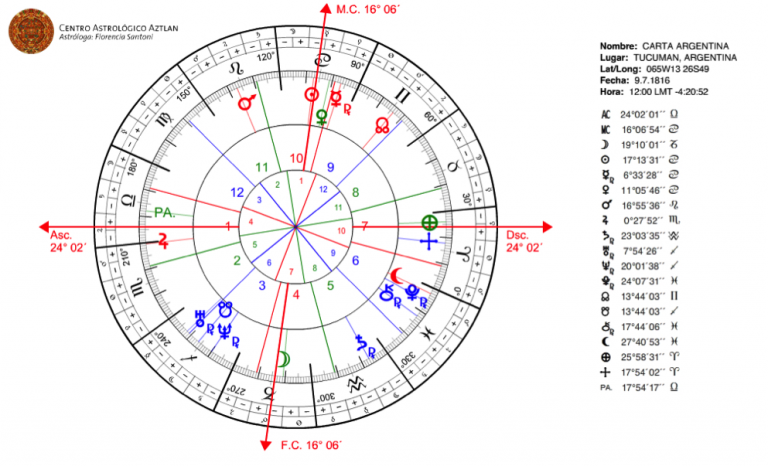 CENTRO ASTROLÓGICO AZTLAN
Astróloga: Florencia Santoni
M.C. 16° 06´
Nombre: CARTA ARGENTINA
Lugar: TUCUMAN, ARGENTINA
Lat/Long: 065W13 26S49
Fecha: 9.7.1816
Hora: 12:00 LMT -4:20:52
AC 24°02´01´´ ♎
MC 16°06´54´´ ♋
☽ 19°10´01´´ ♉
☉ 17°13´31´´ ♋
☿℞ 6°33´28´´ ♋
♀ 11°05´46´´ ♋
♂ 16°55´36´´ ♌
⚳ 0°27´52´´ ♏
♄℞ 23°03´35´´ ♒
♅℞ 7°54´26´´ ♐
♆℞ 20°01´38´´ ♐
♇℞ 24°07´31´´ ♓
☊ 13°44´03´´ ♊
☋ 13°44´03´´ ♐
⚷℞ 17°44´06´´ ♓
⚸ 27°40´53´´ ♓
⊕ 25°58´31´´ ♈
17°54´02´´ ♈
PA. 17°54´17´´ ♎
120°
90°
150°
60°
180°
30°
210°
0°
240°
330°
270°
300°
10
9
11
8
12
7
1
6
2
5
3
4
1
2
12
3
11
4
10
5
9
6
8
7
PA.
Asc.
24° 02´
Dsc.
24° 02´
F.C. 16° 06´